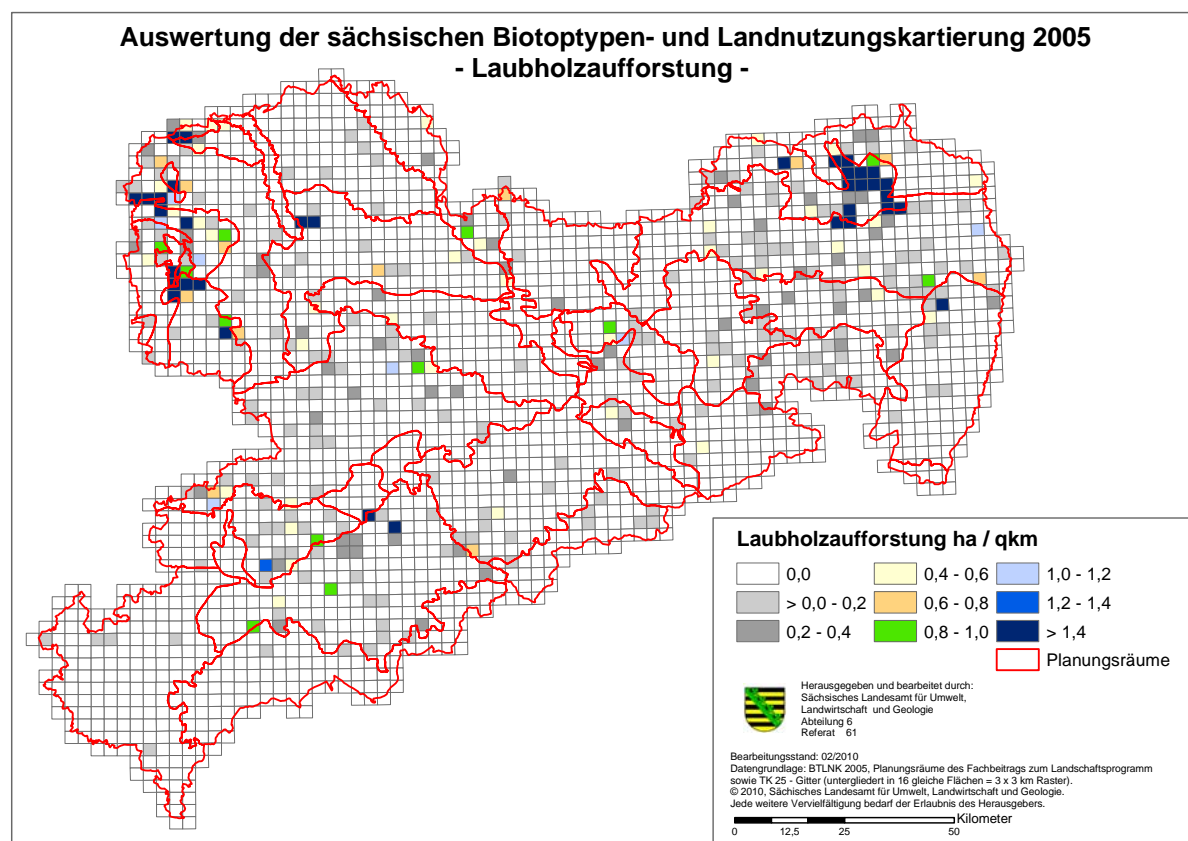 Auswertung der sächsischen Biotoptypen- und Landnutzungskartierung 2005
- Laubholzaufforstung -
Laubholzaufforstung ha / qkm
0,0
> 0,0 - 0,2
0,2 - 0,4
0,4 - 0,6
0,6 - 0,8
0,8 - 1,0
1,0 - 1,2
1,2 - 1,4
> 1,4
Planungsräume
Herausgegeben und bearbeitet durch:
Sächsisches Landesamt für Umwelt,
Landwirtschaft und Geologie
Abteilung 6
Referat 61
Bearbeitungsstand: 02/2010
Datengrundlage: BTLNK 2005, Planungsräume des Fachbeitrags zum Landschaftsprogramm
sowie TK 25 - Gitter (untergliedert in 16 gleiche Flächen = 3 x 3 km Raster).
© 2010, Sächsisches Landesamt für Umwelt, Landwirtschaft und Geologie.
Jede weitere Vervielfältigung bedarf der Erlaubnis des Herausgebers.
Kilometer
0 12,5 25 50